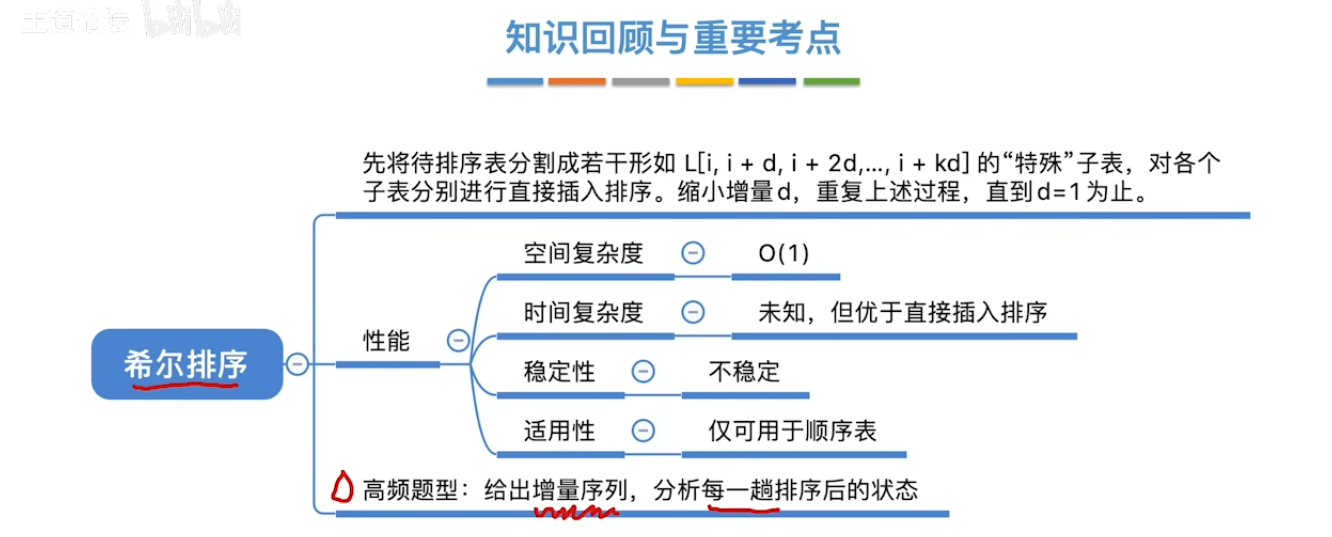 王道论坛 bilibili
知识回顾与重要考点
先将待排序表分割成若干形如 L[i, i + d, i + 2d,..., i + kd] 的“特殊”子表，对各个
子表分别进行直接插入排序。缩小增量d，重复上述过程，直到d=1为止。
空间复杂度
O(1)
时间复杂度
未知，但优于直接插入排序
希尔排序
性能
稳定性
不稳定
适用性
仅可用于顺序表
高频题型：给出增量序列，分析每一趟排序后的状态